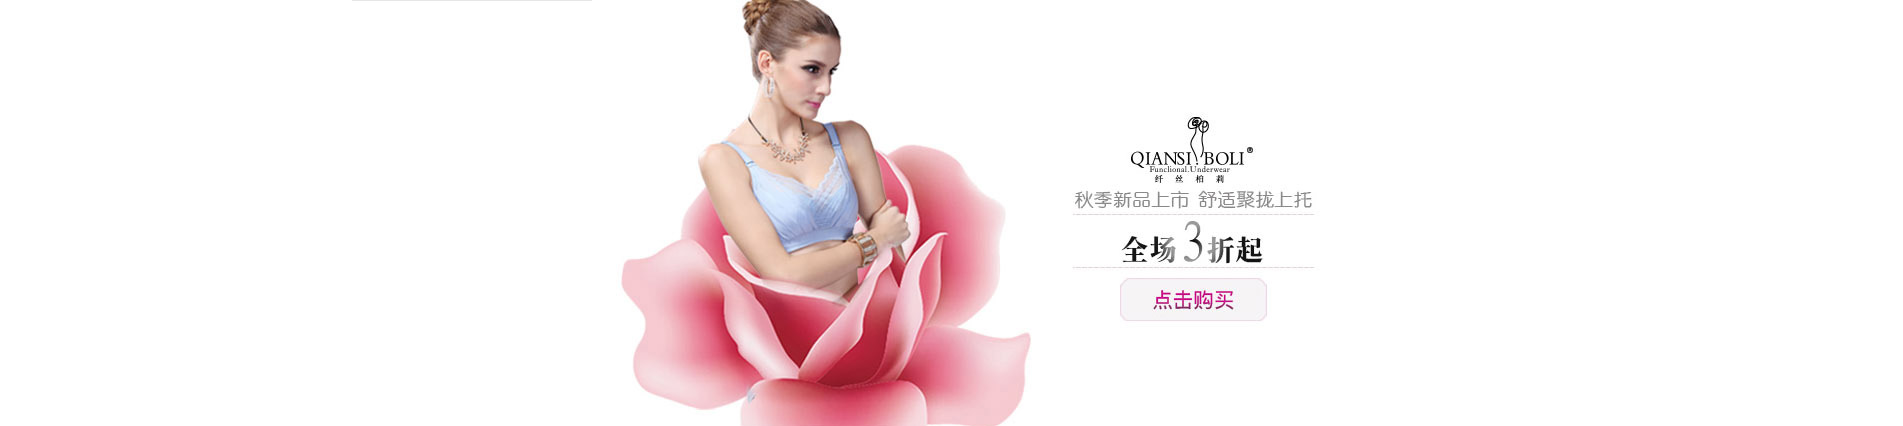 QIANSI BOLI®
Functional.Underwear
纤丝柏莉
秋季新品上市 舒适聚拢上托
全场3折起
点击购买